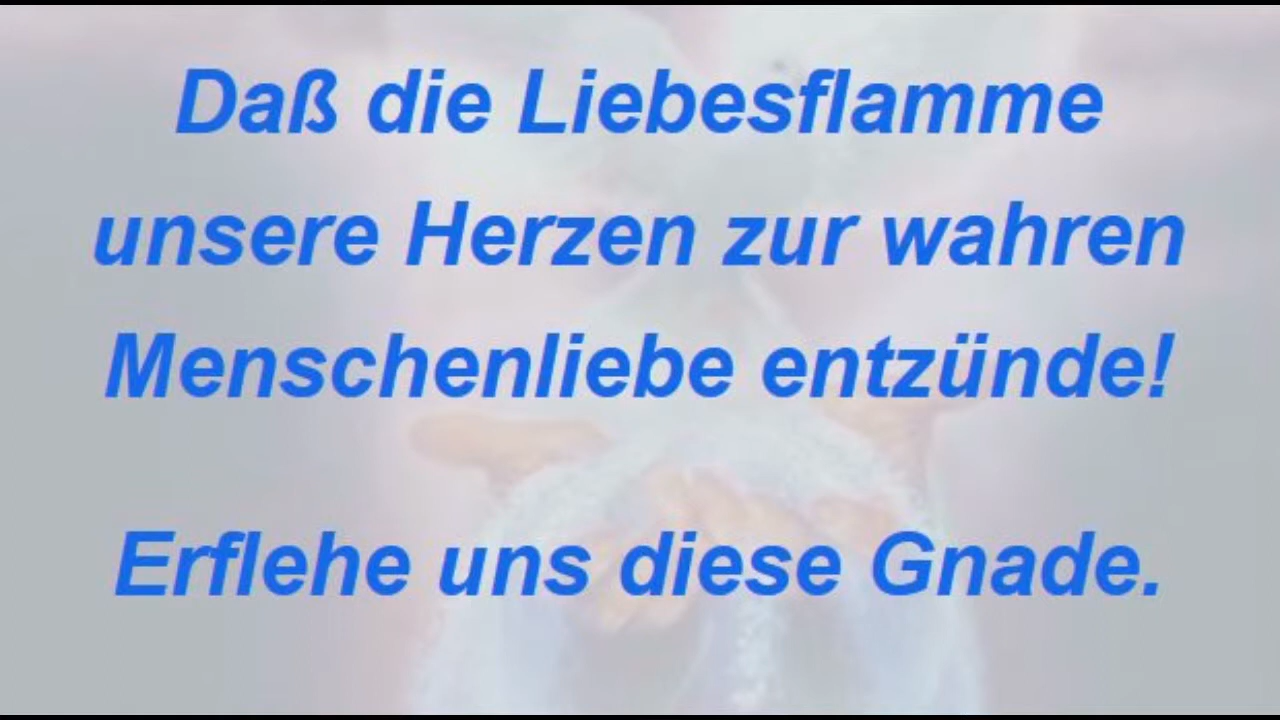 Daß die Liebesflamme
unsere Herzen zur wahren
Menschenliebe entzünde!
Erflehe uns diese Gnade.